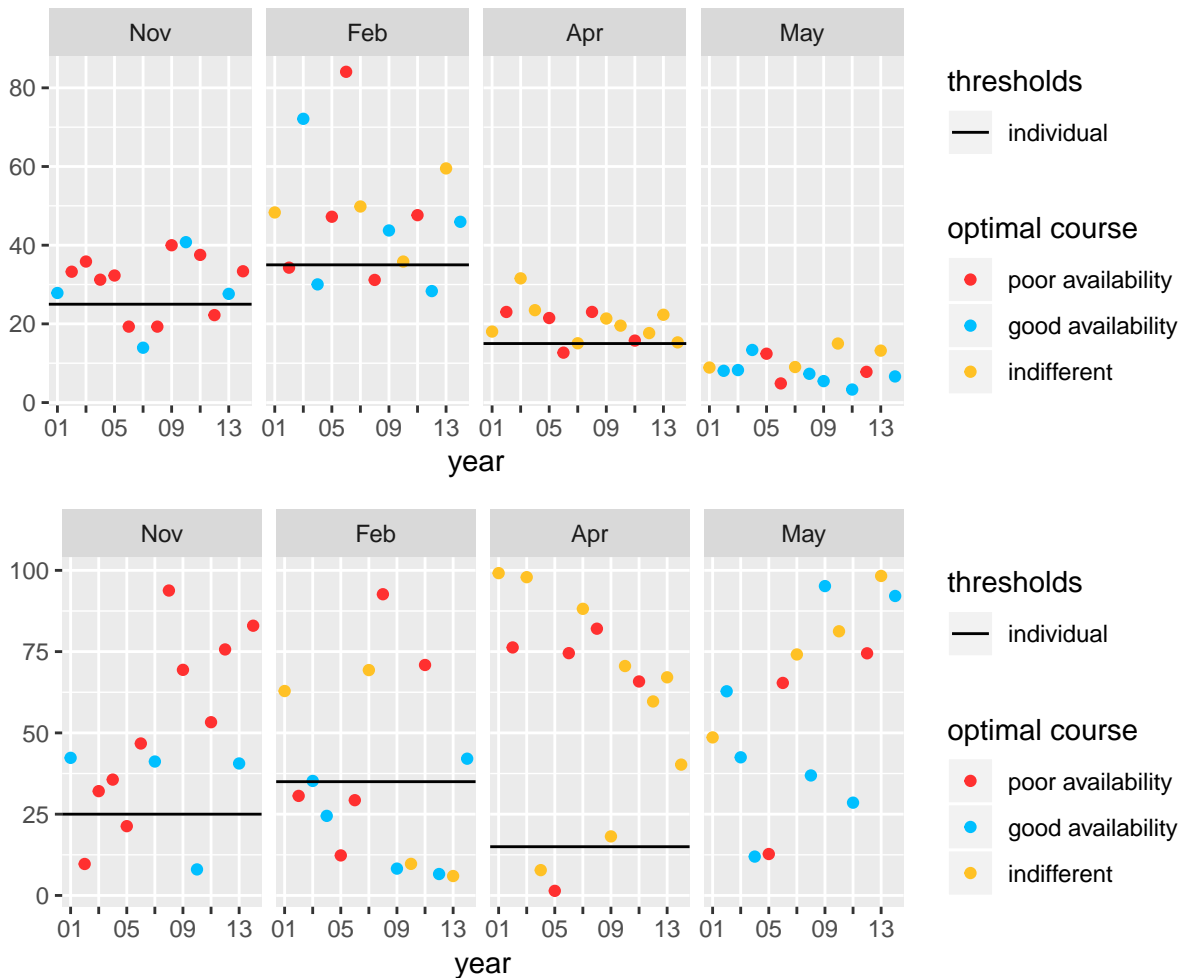 Nov Feb Apr May
80
60
40
20
0
01 05 09 13 01 05 09 13 01 05 09 13 01 05 09 13
year
thresholds
individual
optimal course
poor availability
good availability
indifferent
Nov Feb Apr May
100
75
50
25
0
01 05 09 13 01 05 09 13 01 05 09 13 01 05 09 13
year
thresholds
individual
optimal course
poor availability
good availability
indifferent